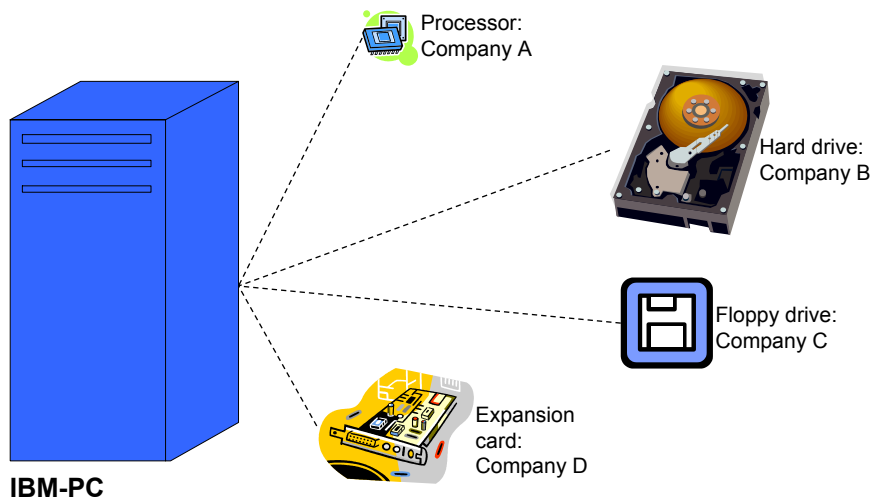 Processor:
Company A
Hard drive:
Company B
Floppy drive:
Company C
Expansion
card:
Company D
IBM-PC